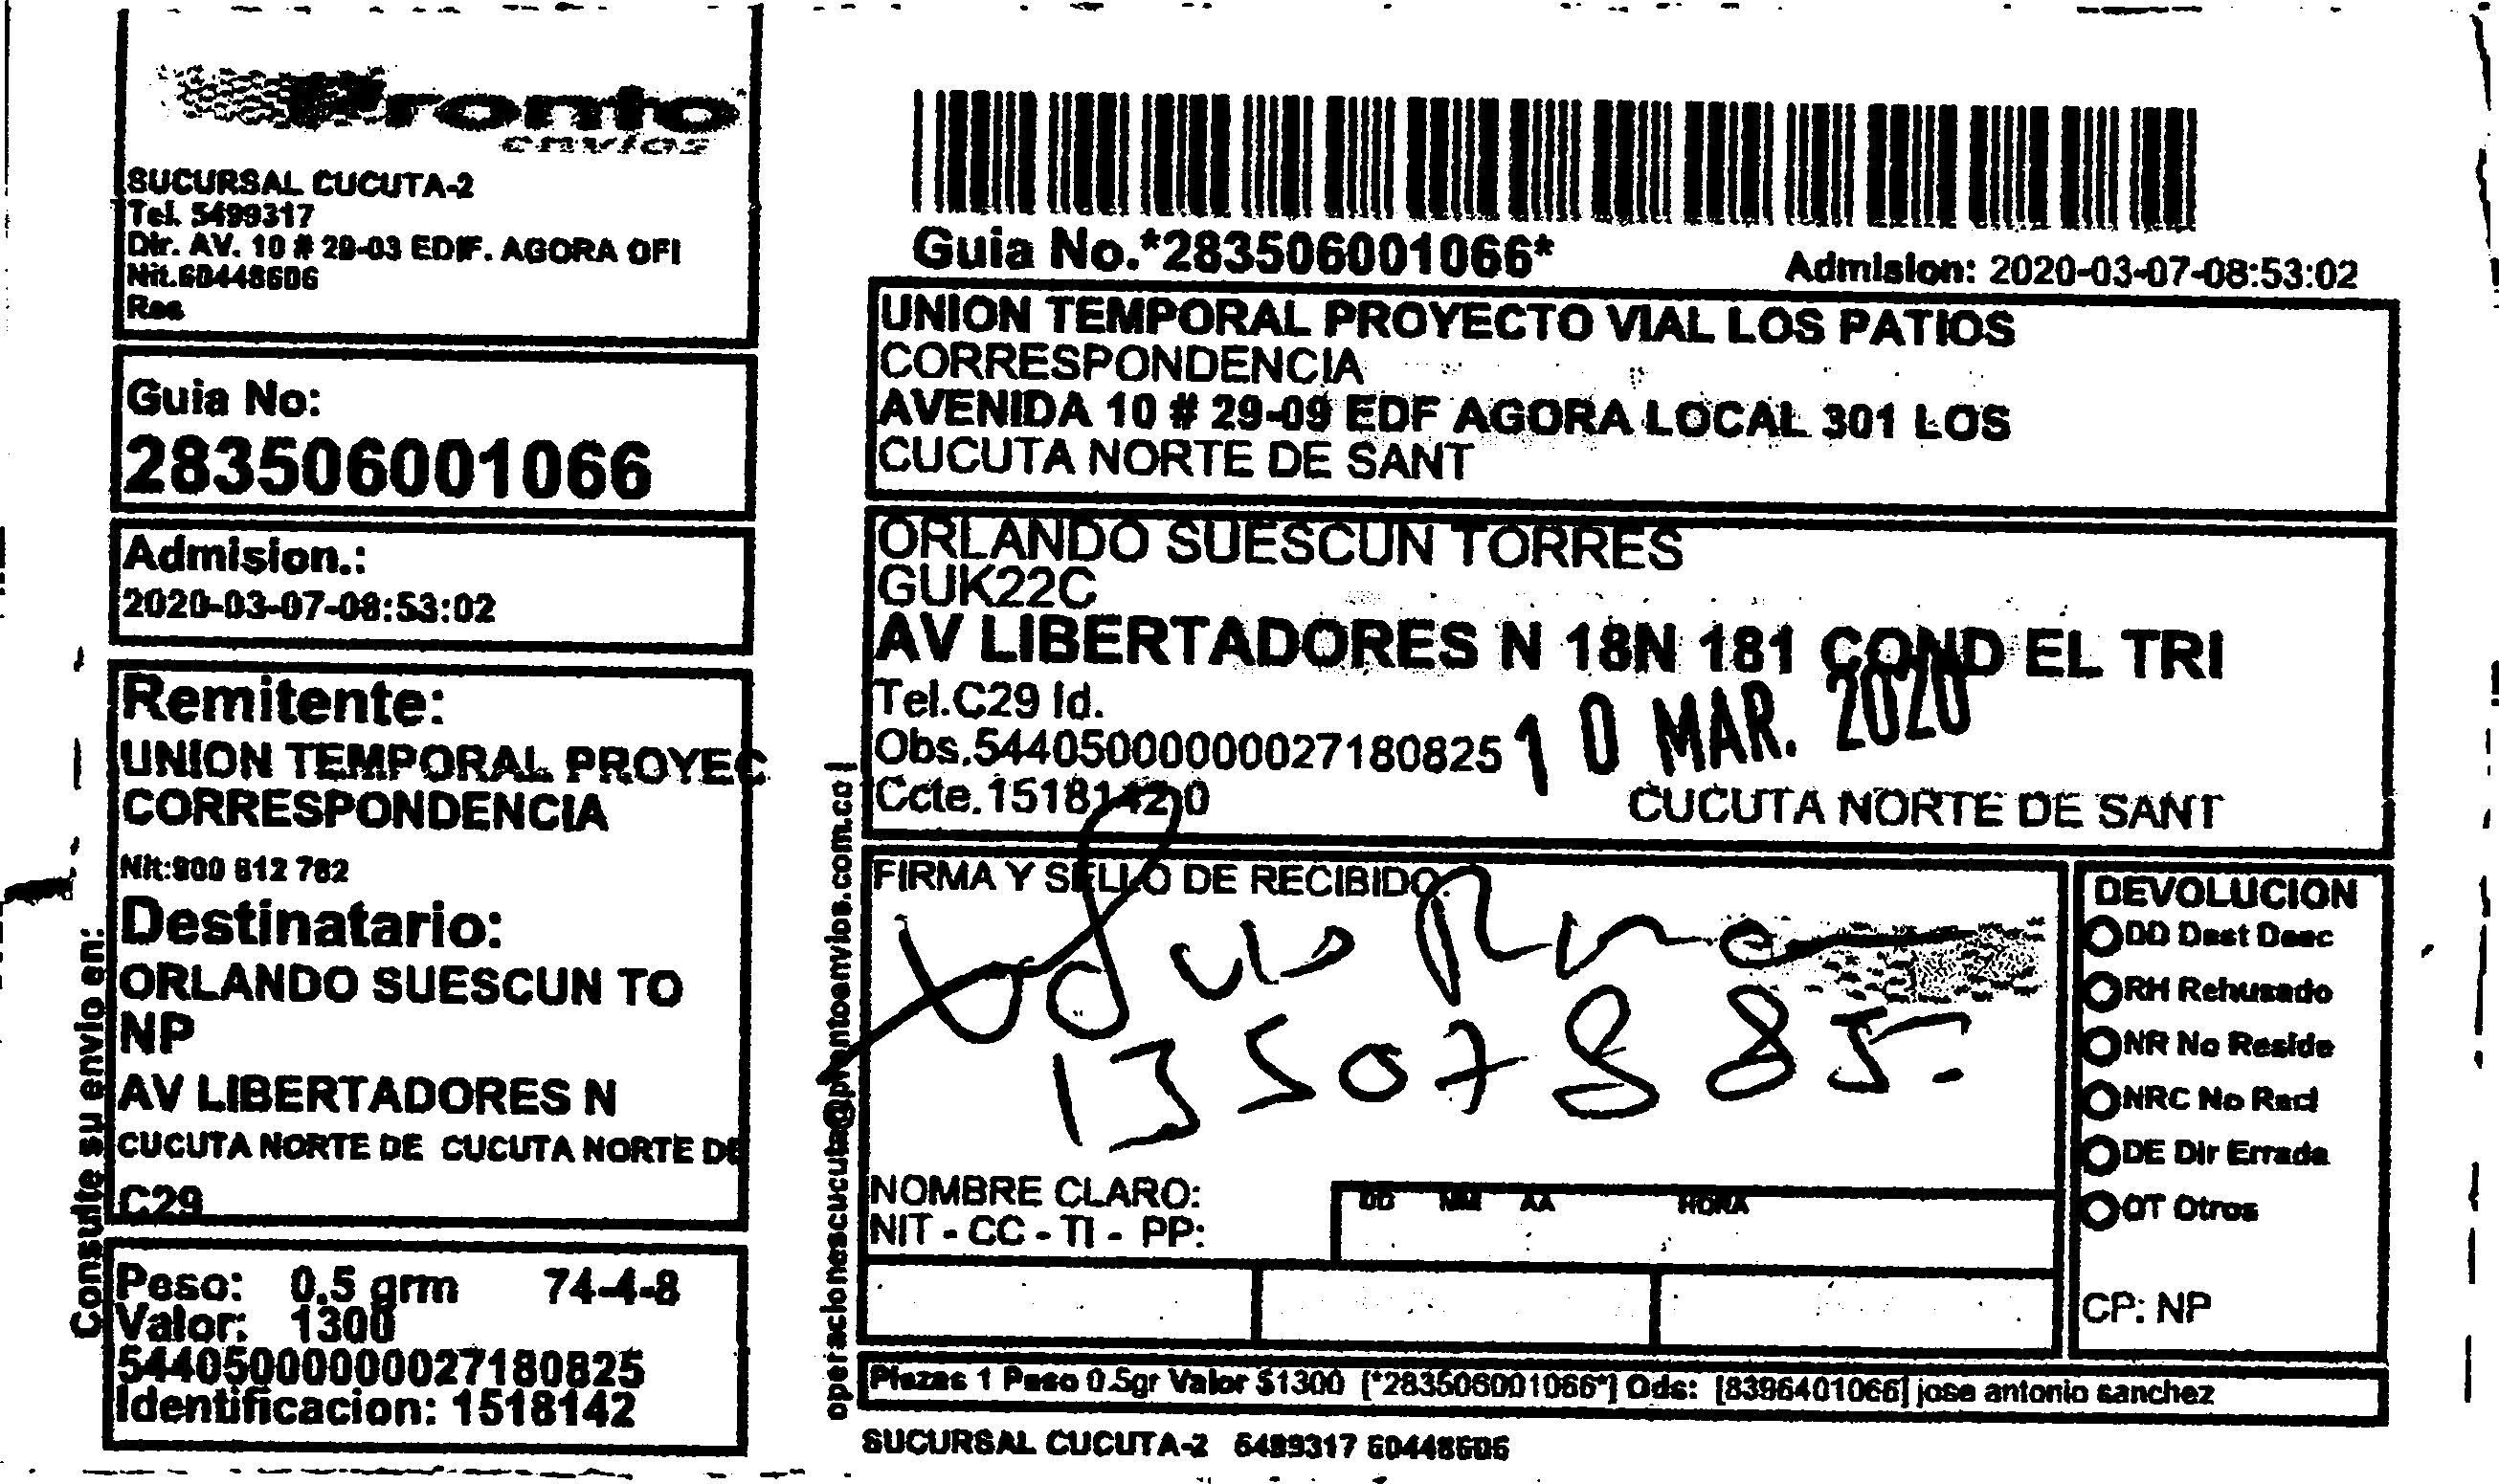 Pronto
envios
SUCURSAL CUCUTA-2
Tel. 5499317
Dir. AV. 10 # 29-03 EDIF. AGORA OFI
Nit.60448606
Res
Guia No:
283506001066
Admision.:
2020-03-07-08:53:02
Remitente:
UNION TEMPORAL PROYEC
CORRESPONDENCIA
Nit:900 812 782
Destinatario:
ORLANDO SUESCUN TO
NP
AV LIBERTADORES N
CUCUTA NORTE DE CUCUTA NORTE DE
C29
Peso: 0.5 grm 74-4-8
Valor: 1300
544050000000027180825
Identificacion: 1518142
Consulte su envio en:
operacionescucuta@prontoenvios.com.co
Guia No.*283506001066*
Admision: 2020-03-07-08:53:02
UNION TEMPORAL PROYECTO VIAL LOS PATIOS
CORRESPONDENCIA
AVENIDA 10 # 29-09 EDF AGORA LOCAL 301 LOS
CUCUTA NORTE DE SANT
ORLANDO SUESCUN TORRES
GUK22C
AV LIBERTADORES N 18N 181 COND EL TRI
Tel.C29 Id.
Obs.544050000000027180825
10 MAR. 2020
Ccte.1518142|0
CUCUTA NORTE DE SANT
FIRMA Y SELLO DE RECIBIDO:
13507885-
NOMBRE CLARO:
NIT - CC - TI - PP:
DD MM AA HORA
DEVOLUCION
DD Dest Desc
RH Rehusado
NR No Reside
NRC No Recl
DE Dir Errada
OT Otros
CP: NP
Piezas 1 Peso 0.5gr Valor $1300 [*283506001066*] Ods: [8396401066] jose antonio sanchez
SUCURSAL CUCUTA-2 5499317 60448606